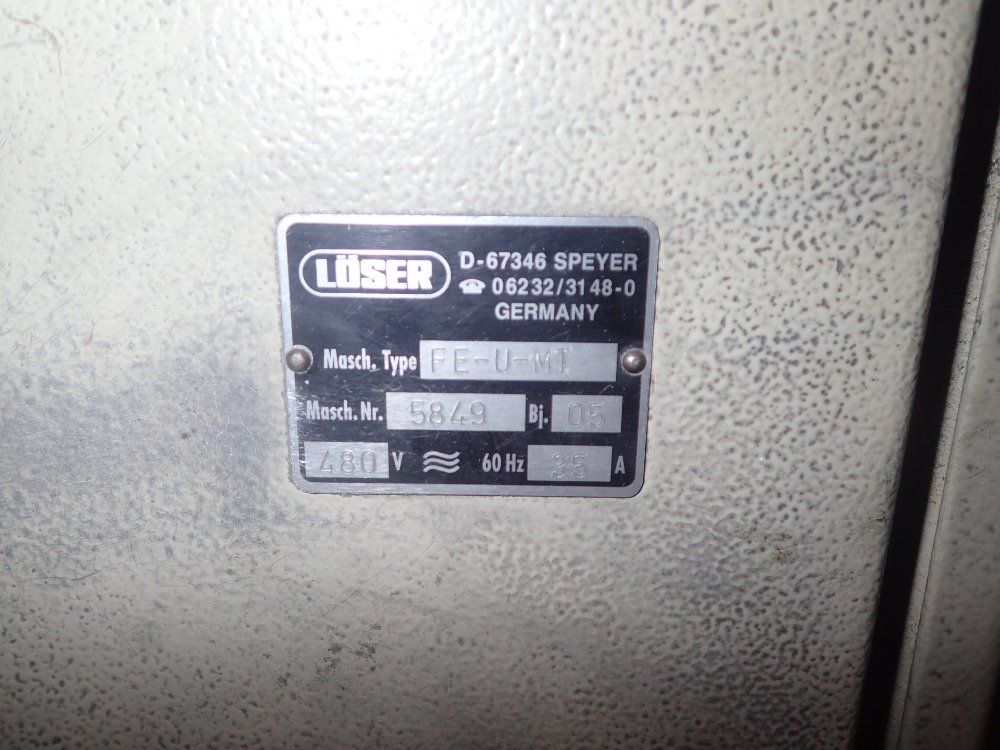 LÖSER
D-67346 SPEYER
☎ 06232/3148-0
GERMANY
Masch. Type FE-U-MT
Masch. Nr. 5849 Bj. 05
480 V 60 Hz 35 A